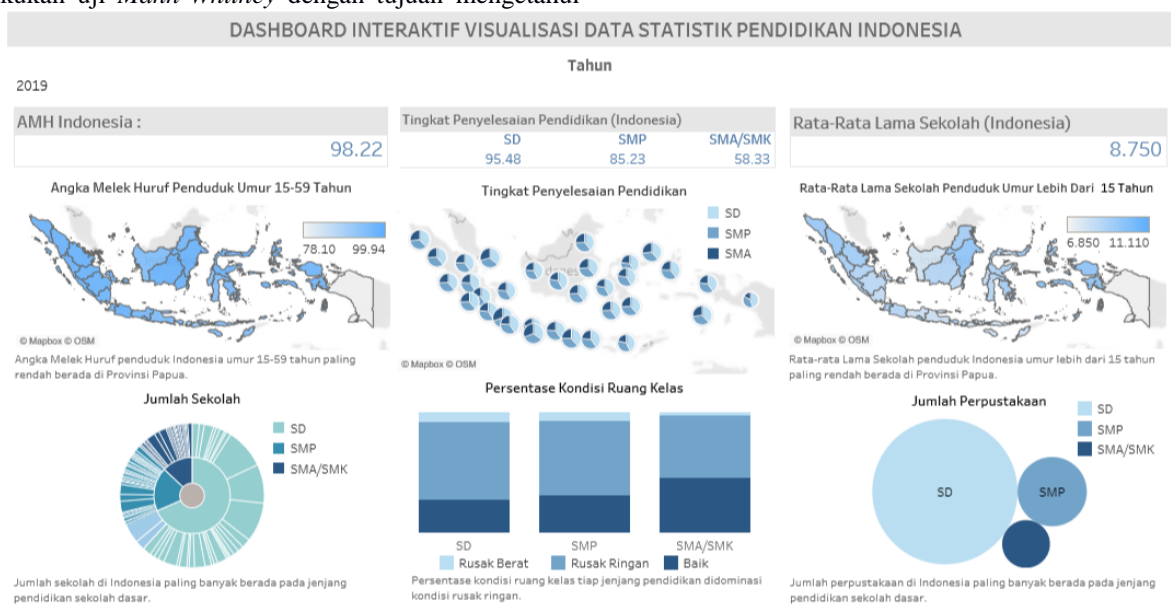 kukan uji Mann Whitney dengan tujuan mengetahui
DASHBOARD INTERAKTIF VISUALISASI DATA STATISTIK PENDIDIKAN INDONESIA
Tahun
2019
AMH Indonesia :
98.22
Tingkat Penyelesaian Pendidikan (Indonesia)
SD SMP SMA/SMK
95.48 85.23 58.33
Rata-Rata Lama Sekolah (Indonesia)
8.750
Angka Melek Huruf Penduduk Umur 15-59 Tahun
78.10 99.94
© Mapbox © OSM
Angka Melek Huruf penduduk Indonesia umur 15-59 tahun paling
rendah berada di Provinsi Papua.
Tingkat Penyelesaian Pendidikan
SD
SMP
SMA
© Mapbox © OSM
Rata-Rata Lama Sekolah Penduduk Umur Lebih Dari 15 Tahun
6.850 11.110
© Mapbox © OSM
Rata-rata Lama Sekolah penduduk Indonesia umur lebih dari 15 tahun
paling rendah berada di Provinsi Papua.
Jumlah Sekolah
SD
SMP
SMA/SMK
Jumlah sekolah di Indonesia paling banyak berada pada jenjang
pendidikan sekolah dasar.
Persentase Kondisi Ruang Kelas
SD SMP SMA/SMK
Rusak Berat Rusak Ringan Baik
Persentase kondisi ruang kelas tiap jenjang pendidikan didominasi
kondisi rusak ringan.
Jumlah Perpustakaan
SD
SMP
SMA/SMK
SD SMP
Jumlah perpustakaan di Indonesia paling banyak berada pada jenjang
pendidikan sekolah dasar.